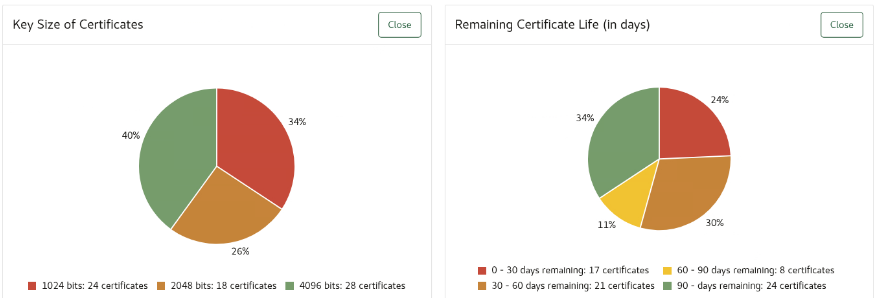 Key Size of Certificates
Close
40%
34%
26%
1024 bits: 24 certificates
2048 bits: 18 certificates
4096 bits: 28 certificates
Remaining Certificate Life (in days)
Close
24%
34%
11%
30%
0 - 30 days remaining: 17 certificates
60 - 90 days remaining: 8 certificates
30 - 60 days remaining: 21 certificates
90 - days remaining: 24 certificates